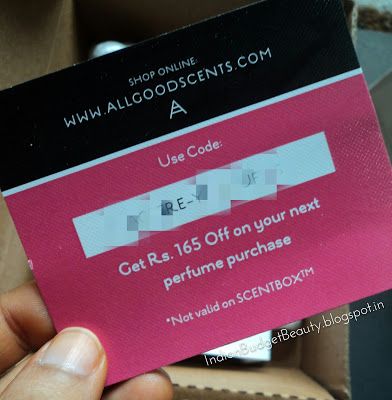 SHOP ONLINE:
WWW.ALLGOODSCENTS.COM
Use Code:
Get Rs. 165 Off on your next
perfume purchase
*Not valid on SCENTBOX™
IndianBudgetBeauty.blogspot.in